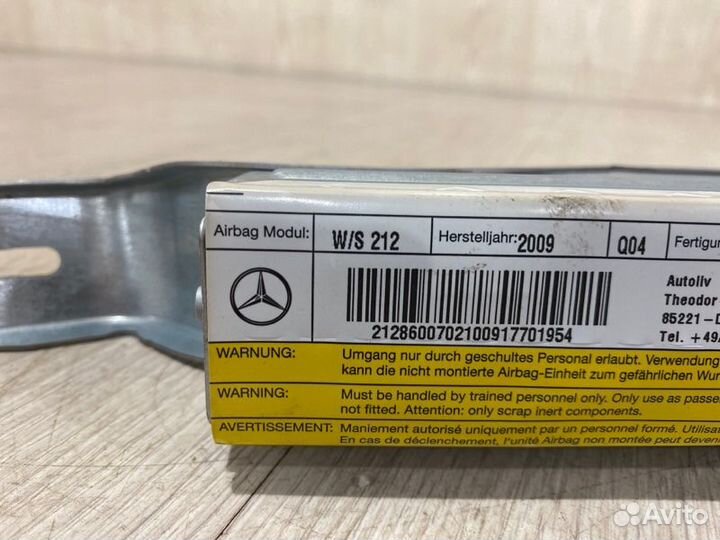 Airbag Modul: W/S 212 Herstelljahr: 2009 Q04
21286007021009177​01954
Autoliv
Theodor
85221-D
Tel. +49
WARNUNG: Umgang nur durch geschultes Personal erlaubt. Verwendung
kann die nicht montierte Airbag-Einheit zum gefährlichen
WARNING: Must be handled by trained personnel only. Only use as
not fitted. Attention: only scrap inert components.
AVERTISSEMENT: Maniement autorisé uniquement par un personnel formé.
En cas de déclenchement, l'unité Airbag non montée peut
Avito